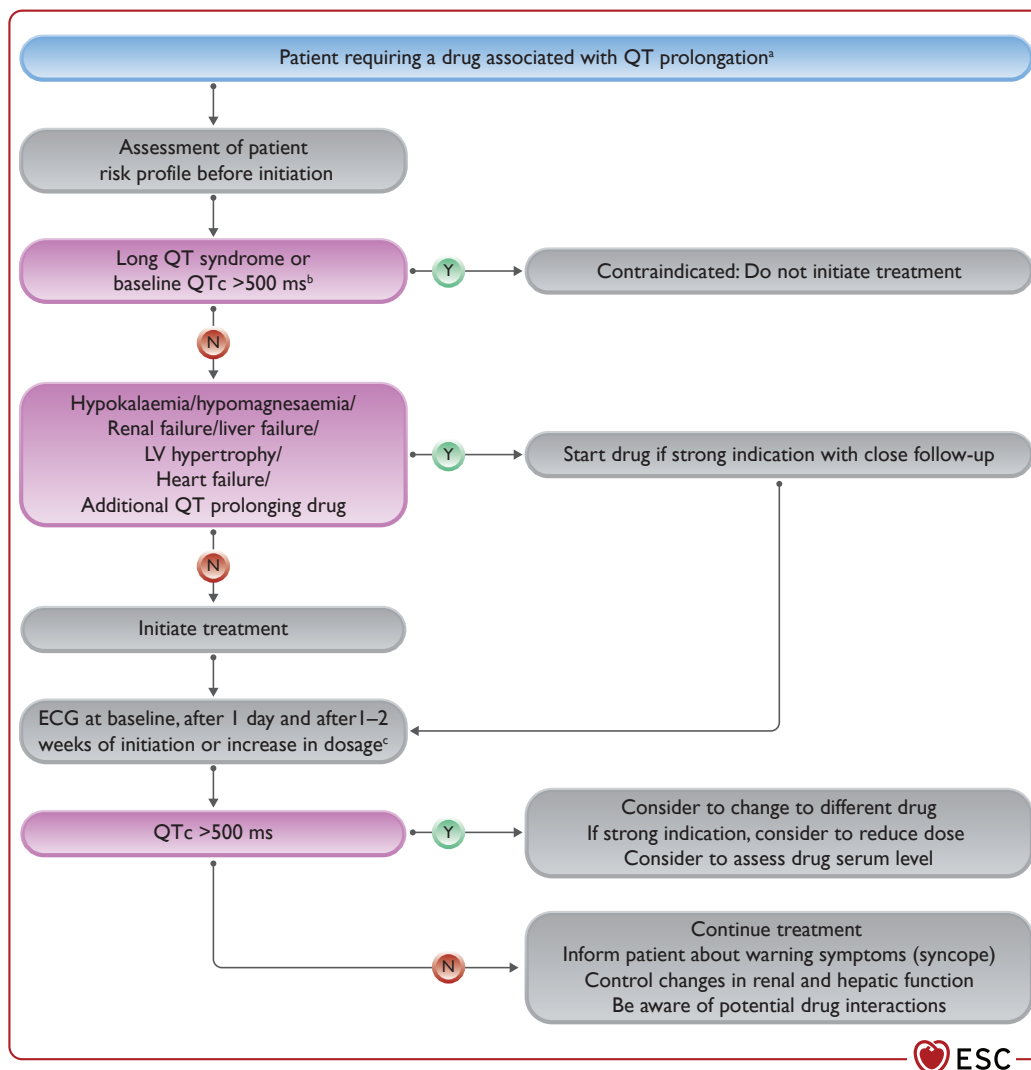 Patient requiring a drug associated with QT prolongationᵃ
Assessment of patient
risk profile before initiation
Long QT syndrome or
baseline QTc >500 msᵇ
Y
Contraindicated: Do not initiate treatment
N
Hypokalaemia/hypomagnesaemia/
Renal failure/liver failure/
LV hypertrophy/
Heart failure/
Additional QT prolonging drug
Y
Start drug if strong indication with close follow-up
N
Initiate treatment
ECG at baseline, after 1 day and after1–2
weeks of initiation or increase in dosageᶜ
QTc >500 ms
Y
Consider to change to different drug
If strong indication, consider to reduce dose
Consider to assess drug serum level
N
Continue treatment
Inform patient about warning symptoms (syncope)
Control changes in renal and hepatic function
Be aware of potential drug interactions
ESC